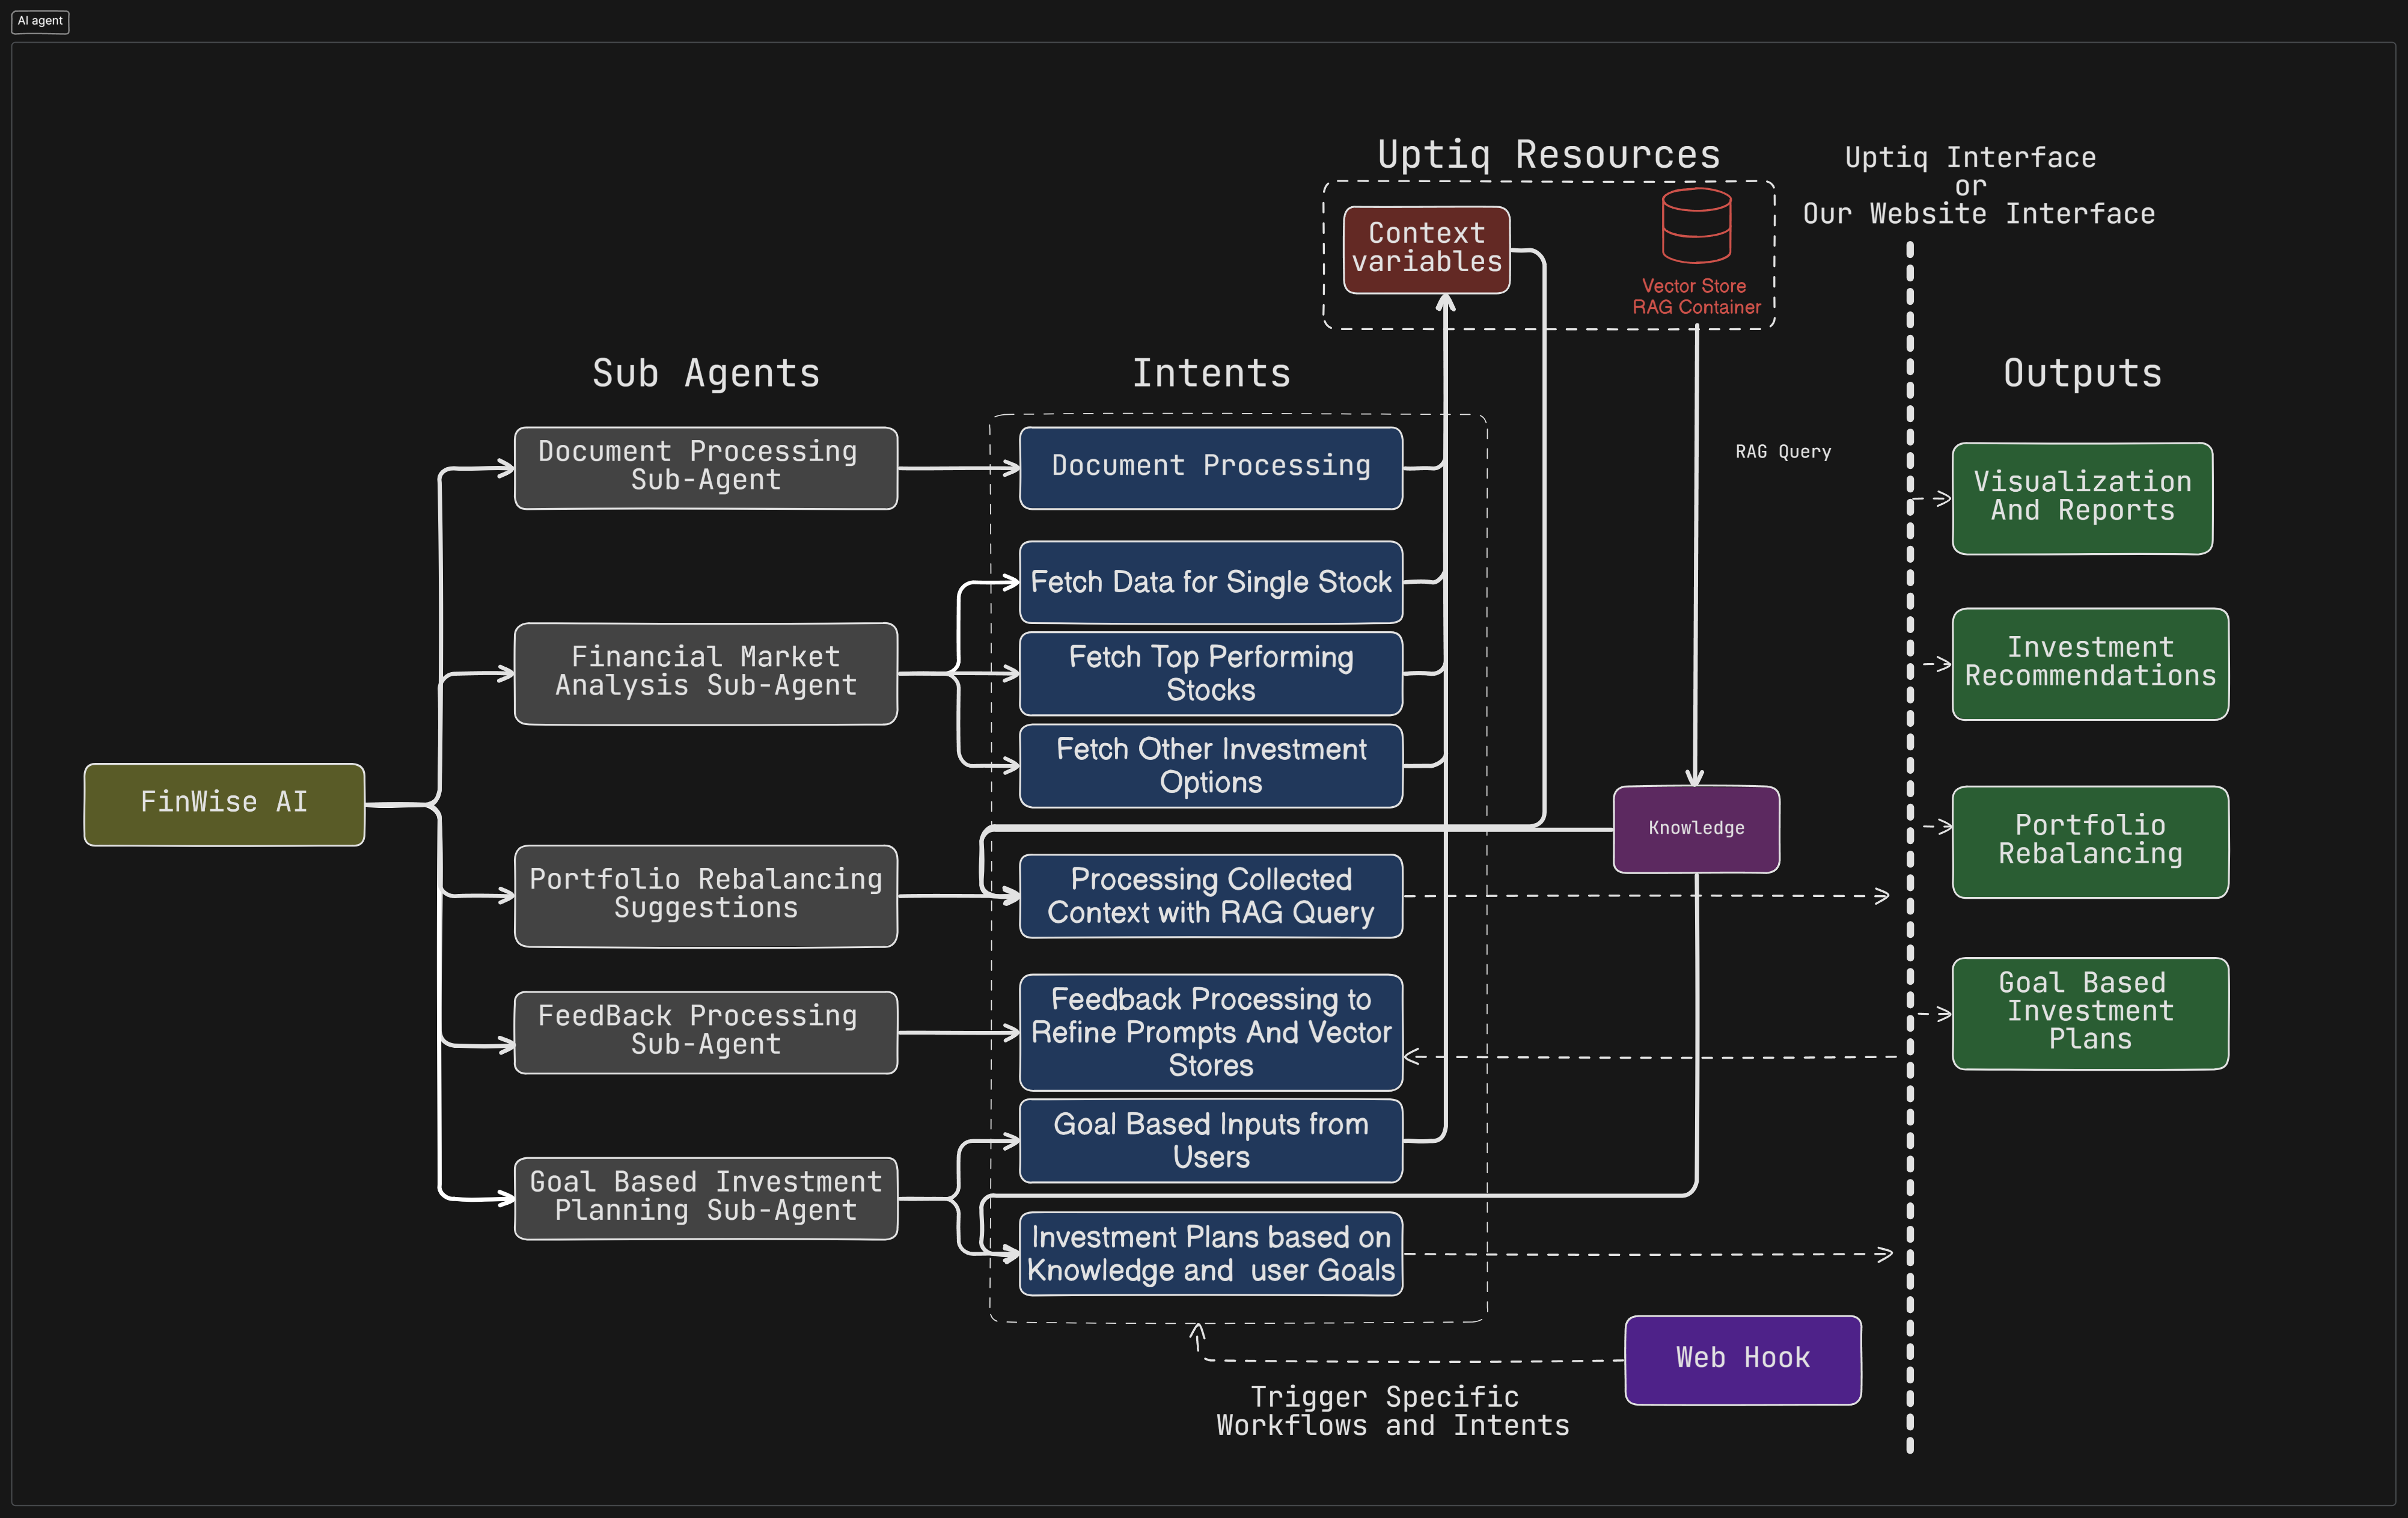 AI agent
Uptiq Resources
Uptiq Interface
or
Our Website Interface
Context
variables
Vector Store
RAG Container
Sub Agents
Intents
Outputs
Document Processing
Sub-Agent
Document Processing
RAG Query
Visualization
And Reports
Fetch Data for Single Stock
Financial Market
Analysis Sub-Agent
Fetch Top Performing
Stocks
Investment
Recommendations
Fetch Other Investment
Options
FinWise AI
Knowledge
Portfolio
Rebalancing
Portfolio Rebalancing
Suggestions
Processing Collected
Context with RAG Query
FeedBack Processing
Sub-Agent
Feedback Processing to
Refine Prompts And Vector
Stores
Goal Based
Investment
Plans
Goal Based Inputs from
Users
Goal Based Investment
Planning Sub-Agent
Investment Plans based on
Knowledge and  user Goals
Web Hook
Trigger Specific
Workflows and Intents